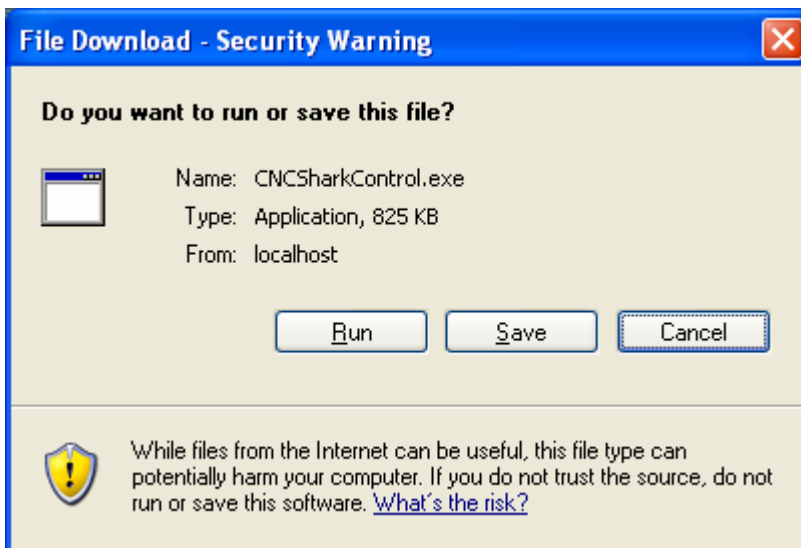 File Download - Security Warning
Do you want to run or save this file?
Name: CNCSharkControl.exe
Type: Application, 825 KB
From: localhost
Run Save Cancel
While files from the Internet can be useful, this file type can
potentially harm your computer. If you do not trust the source, do not
run or save this software. What's the risk?